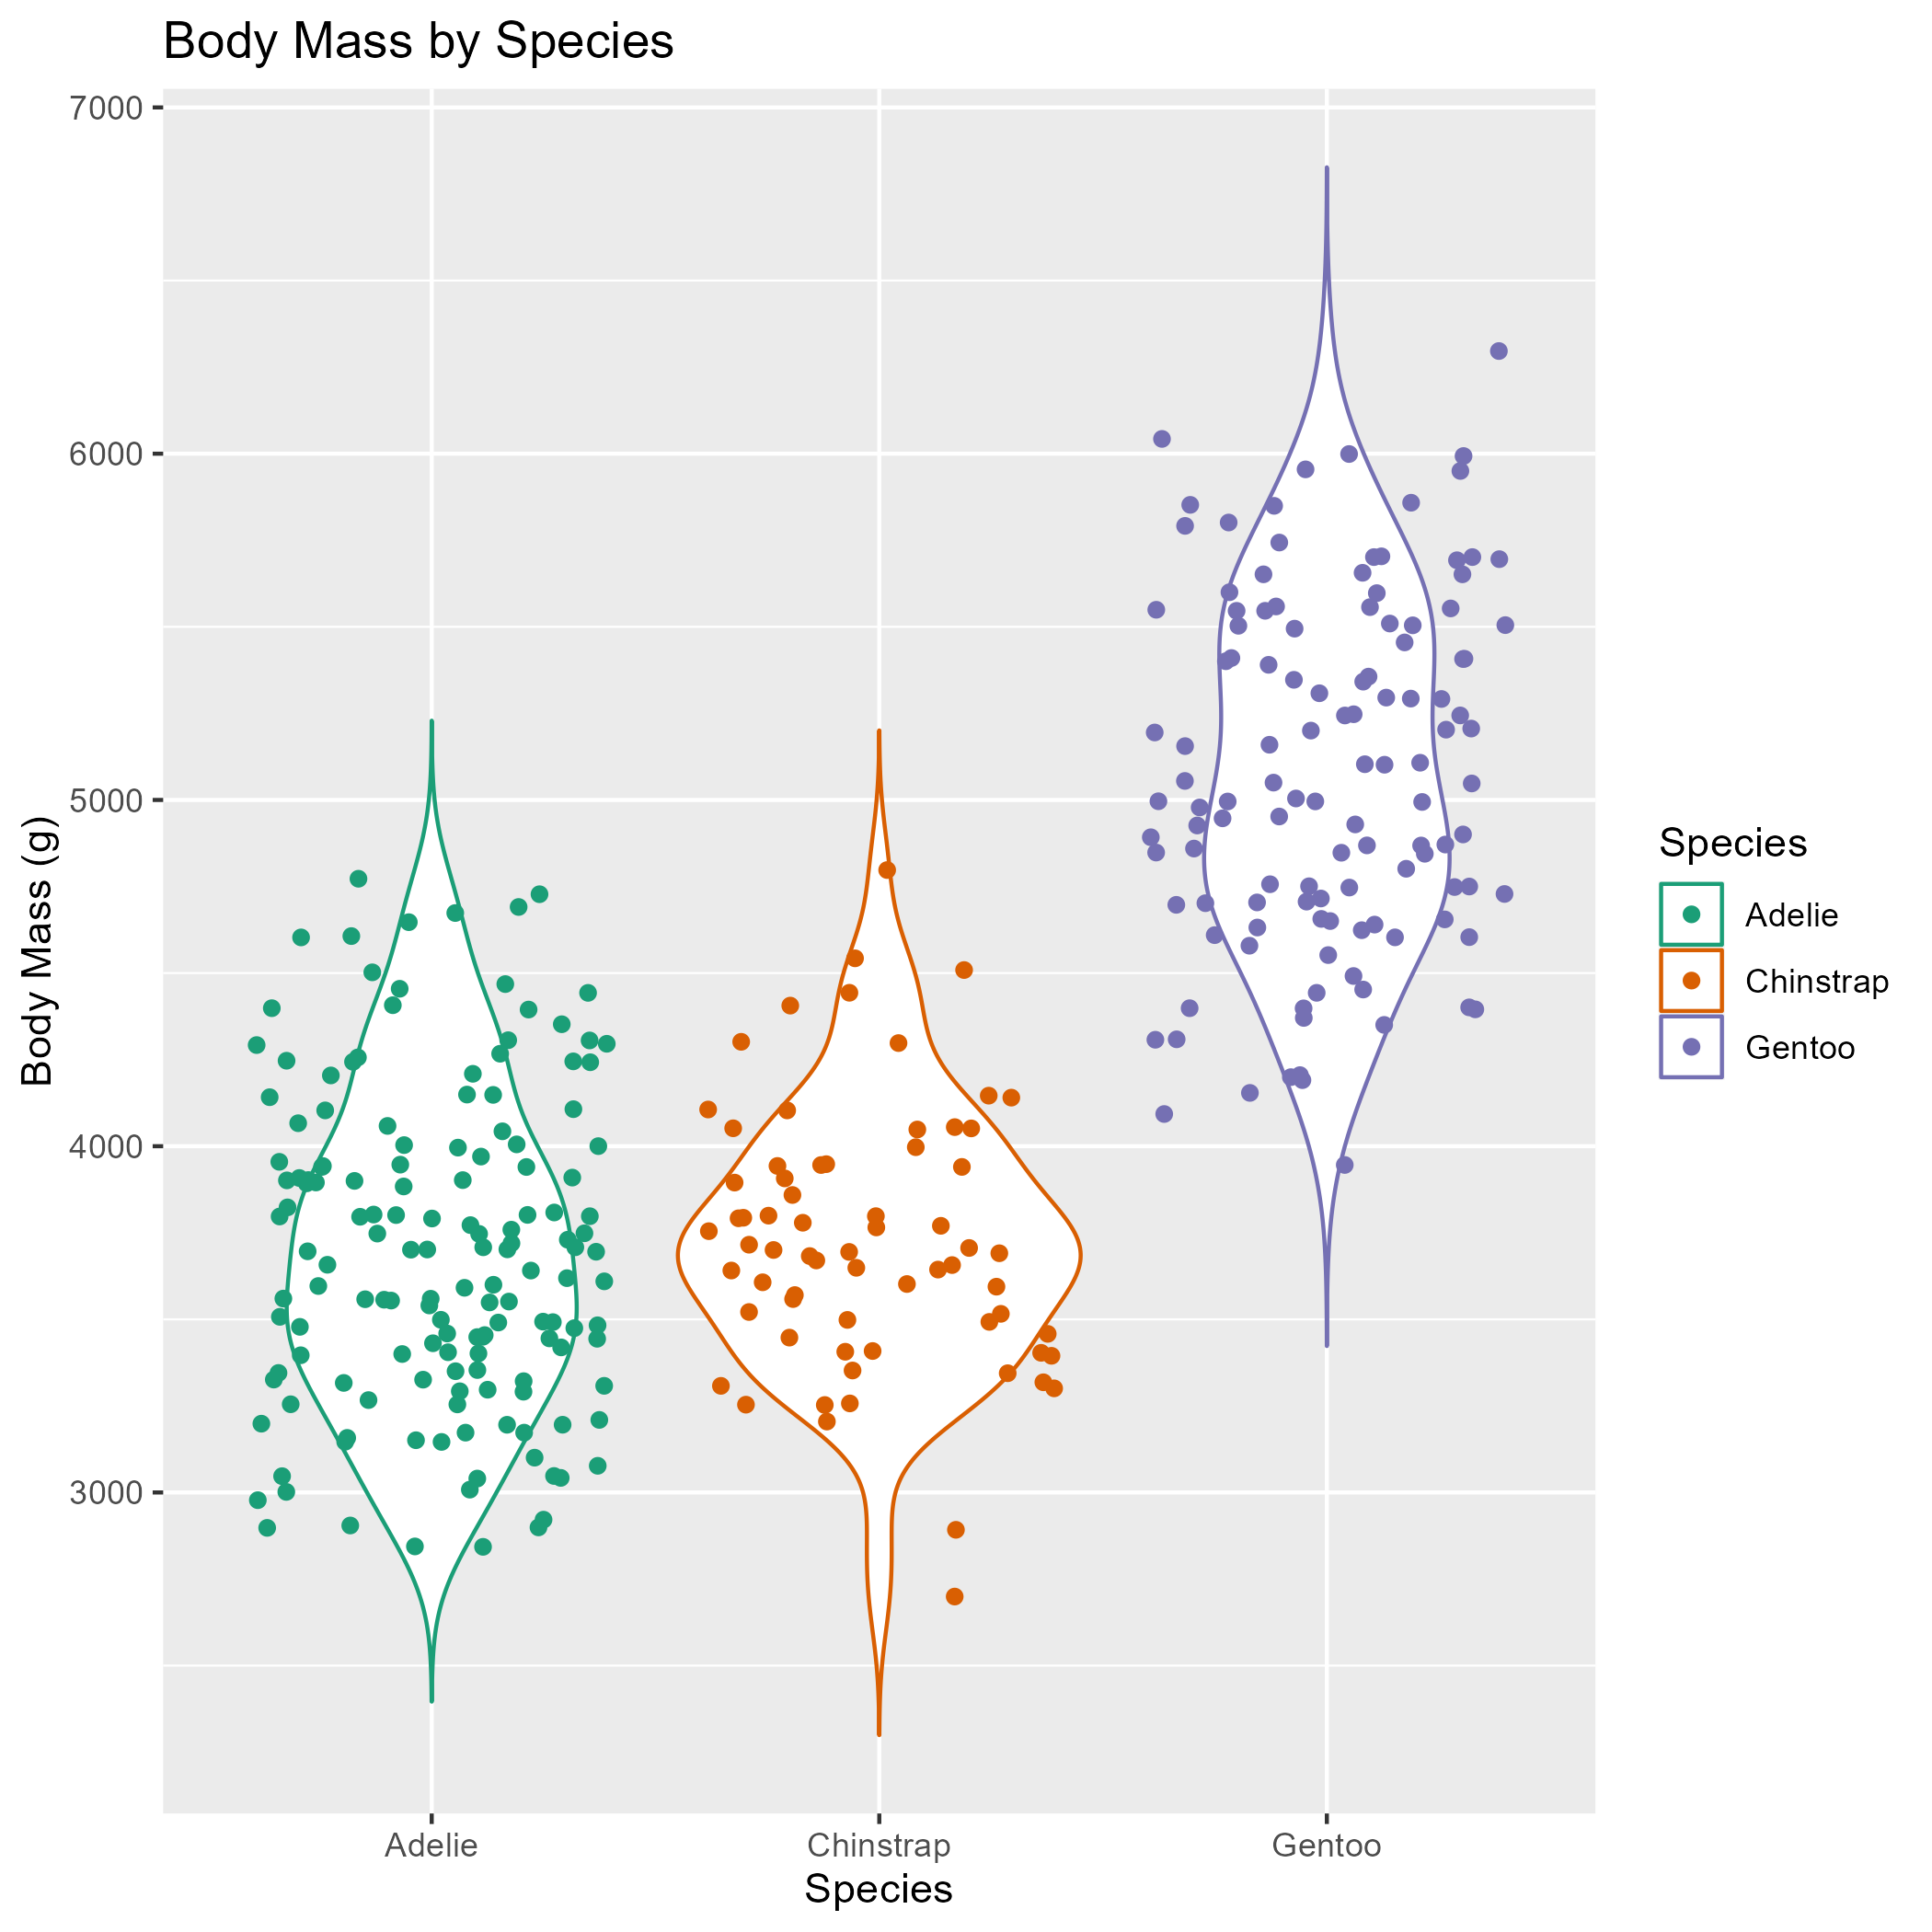 Body Mass by Species
7000
6000
5000
4000
3000
Body Mass (g)
Adelie
Chinstrap
Gentoo
Species
Species
Adelie
Chinstrap
Gentoo